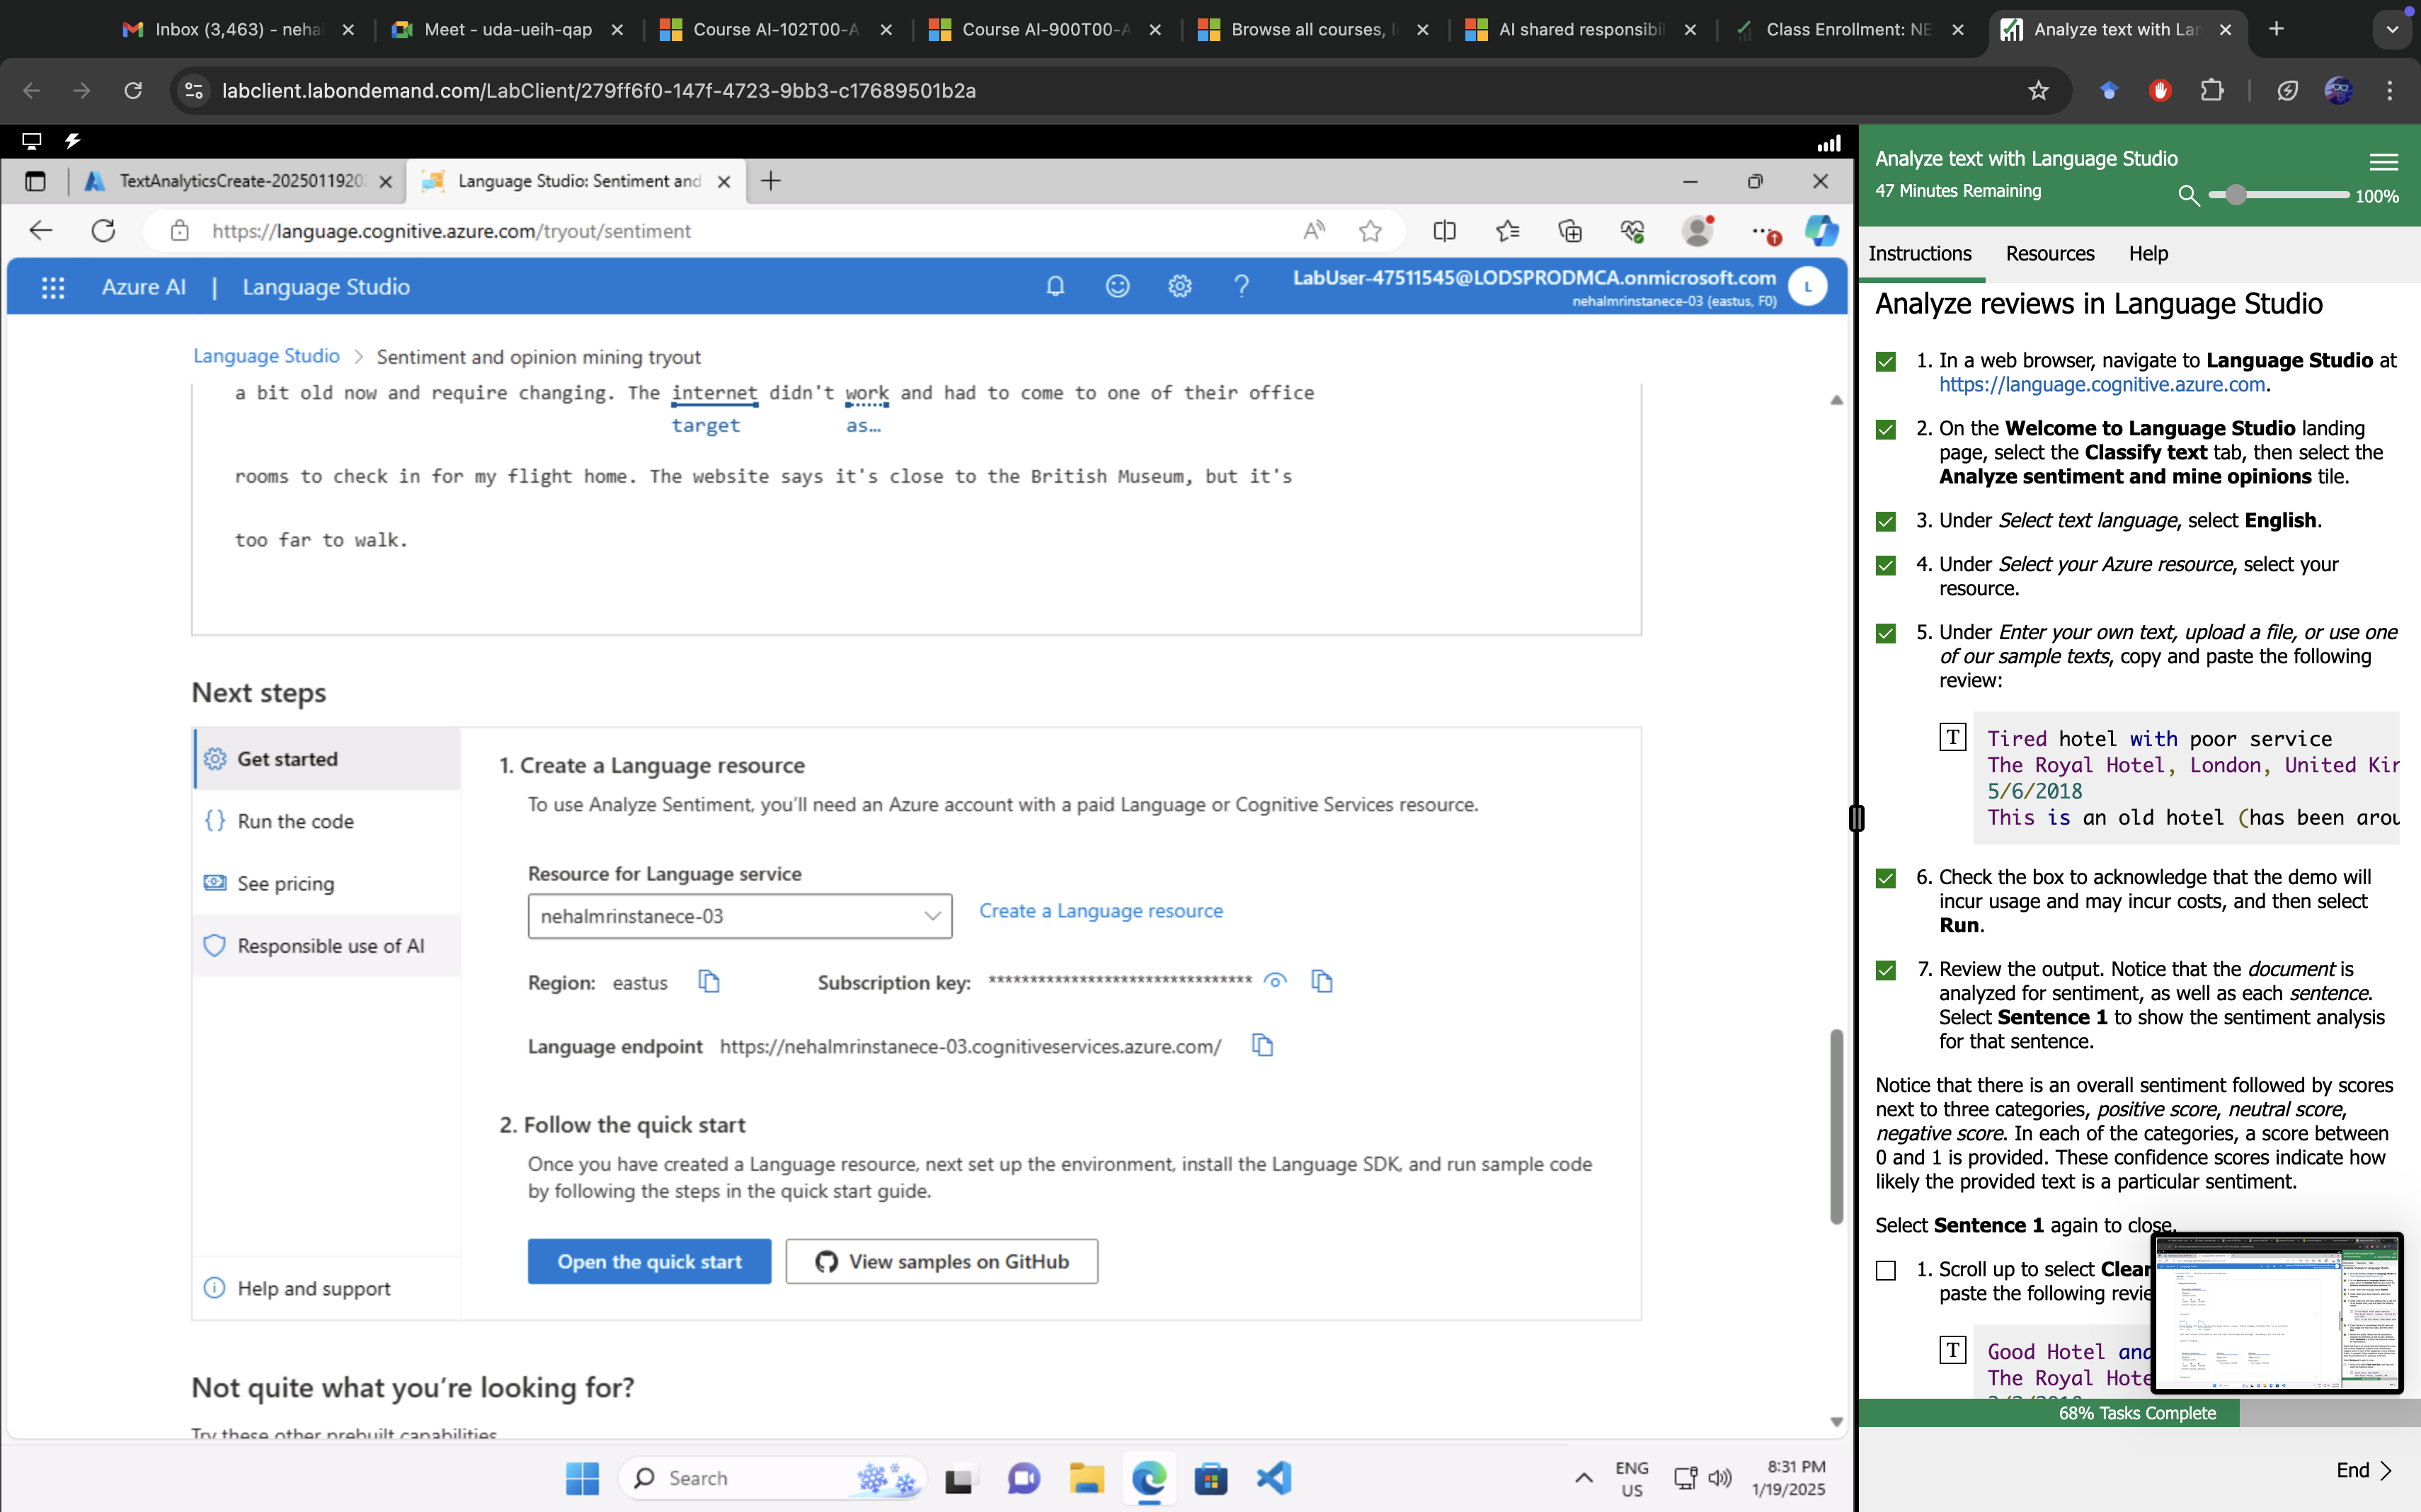 Inbox (3,463) - neha
Meet - uda-ueih-qap
Course AI-102T00-A
Course AI-900T00-A
Browse all courses, l
AI shared responsibil
Class Enrollment: NE
Analyze text with Lan
labclient.labondemand.com/LabClient/279ff6f0-147f-4723-9bb3-c17689501b2a
TextAnalyticsCreate-202501192
Language Studio: Sentiment and
https://language.cognitive.azure.com/tryout/sentiment
Azure AI | Language Studio
LabUser-47511545@LODSPRODMCA.onmicrosoft.com
nehalmrinstanece-03 (eastus, F0)
L
Language Studio > Sentiment and opinion mining tryout
a bit old now and require changing. The internet didn't work and had to come to one of their office
target as…
rooms to check in for my flight home. The website says it's close to the British Museum, but it's
too far to walk.
Next steps
Get started
Run the code
See pricing
Responsible use of AI
Help and support
1. Create a Language resource
To use Analyze Sentiment, you'll need an Azure account with a paid Language or Cognitive Services resource.
Resource for Language service
nehalmrinstanece-03
Create a Language resource
Region: eastus
Subscription key: ********************************
Language endpoint https://nehalmrinstanece-03.cognitiveservices.azure.com/
2. Follow the quick start
Once you have created a Language resource, next set up the environment, install the Language SDK, and run sample code
by following the steps in the quick start guide.
Open the quick start
View samples on GitHub
Not quite what you're looking for?
Try these other prebuilt capabilities
Search
ENG
US
8:31 PM
1/19/2025
Analyze text with Language Studio
47 Minutes Remaining
100%
Instructions
Resources
Help
Analyze reviews in Language Studio
1. In a web browser, navigate to Language Studio at
https://language.cognitive.azure.com.
2. On the Welcome to Language Studio landing
page, select the Classify text tab, then select the
Analyze sentiment and mine opinions tile.
3. Under Select text language, select English.
4. Under Select your Azure resource, select your
resource.
5. Under Enter your own text, upload a file, or use one
of our sample texts, copy and paste the following
review:
T
Tired hotel with poor service
The Royal Hotel, London, United Kin
5/6/2018
This is an old hotel (has been arou
6. Check the box to acknowledge that the demo will
incur usage and may incur costs, and then select
Run.
7. Review the output. Notice that the document is
analyzed for sentiment, as well as each sentence.
Select Sentence 1 to show the sentiment analysis
for that sentence.
Notice that there is an overall sentiment followed by scores
next to three categories, positive score, neutral score,
negative score. In each of the categories, a score between
0 and 1 is provided. These confidence scores indicate how
likely the provided text is a particular sentiment.
Select Sentence 1 again to close.
1. Scroll up to select Clear
paste the following revie
T
Good Hotel and
The Royal Hote
68% Tasks Complete
End